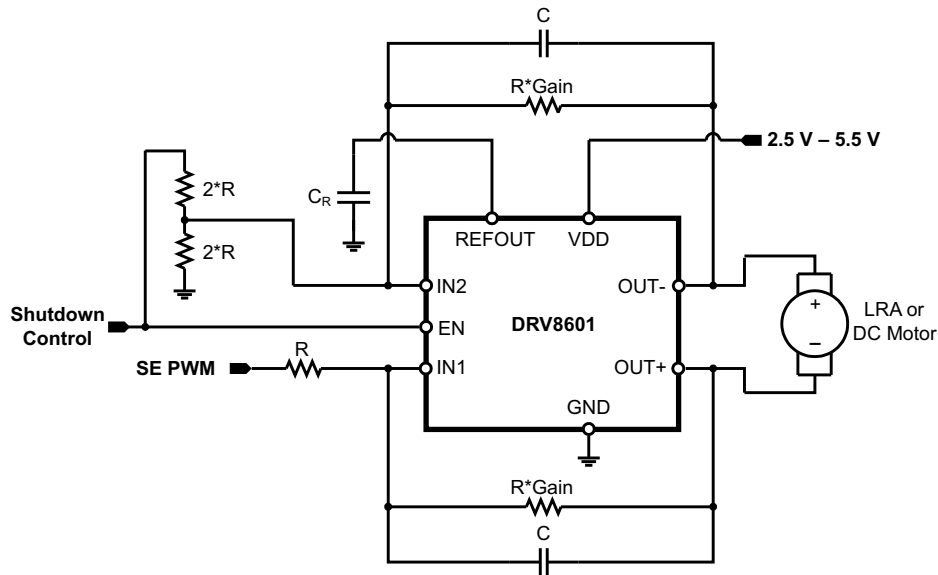 C
R*Gain
2.5 V – 5.5 V
2*R
CR
REFOUT
VDD
2*R
IN2
OUT-
Shutdown
Control
EN
DRV8601
+
–
LRA or
DC Motor
SE PWM
R
IN1
OUT+
GND
R*Gain
C